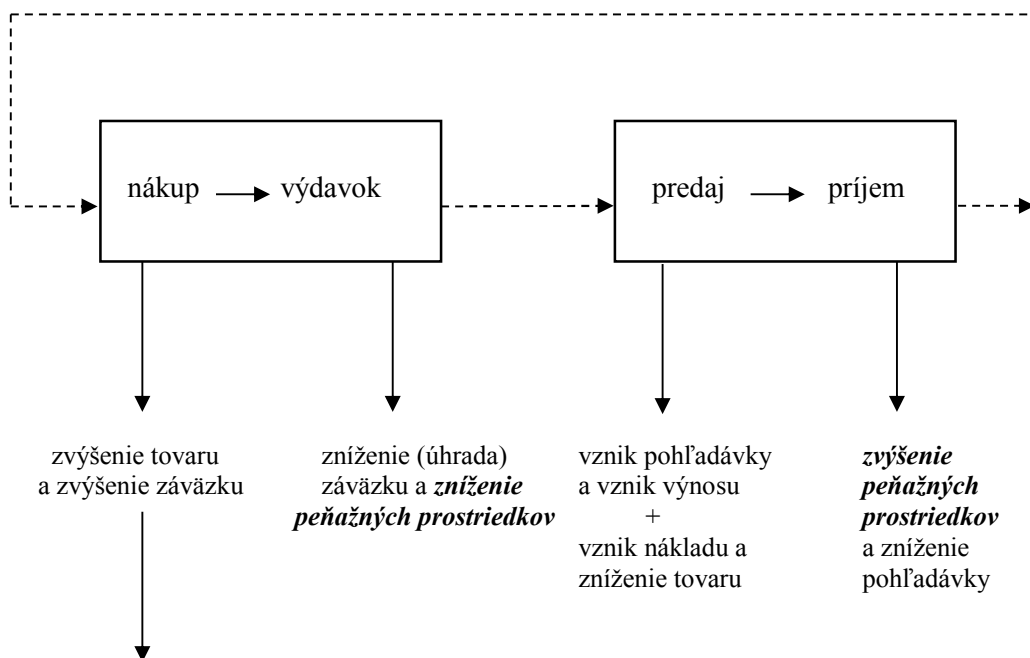 nákup výdavok predaj príjem
zvýšenie tovaru
a zvýšenie záväzku
zníženie (úhrada)
záväzku a zníženie
peňažných prostriedkov
vznik pohľadávky
a vznik výnosu
+
vznik nákladu a
zníženie tovaru
zvýšenie
peňažných
prostriedkov
a zníženie
pohľadávky